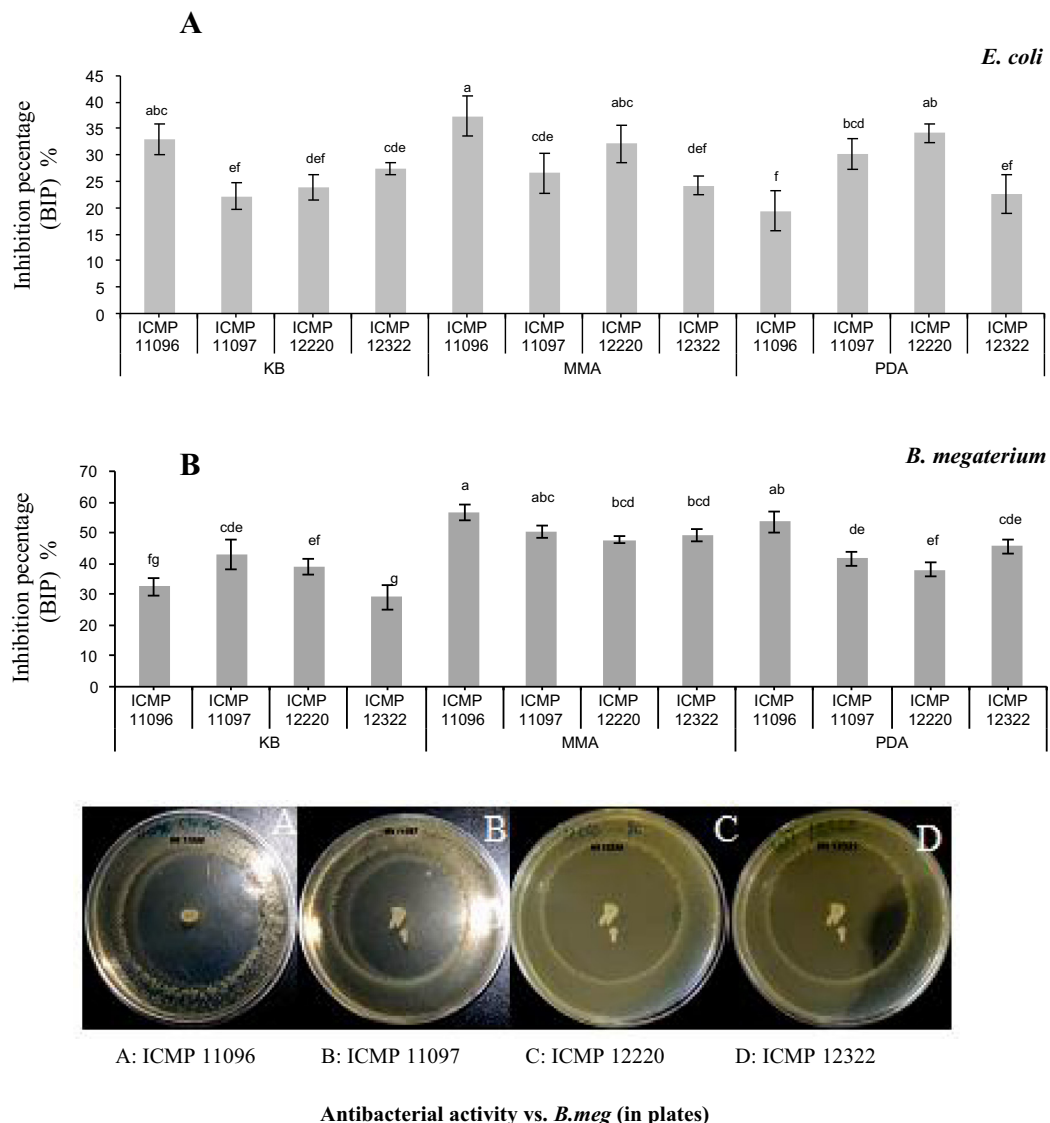 A
E. coli
Inhibition pecentage
(BIP) %
45
40
35
30
25
20
15
10
5
0
abc
ef
def
cde
a
cde
abc
def
f
bcd
ab
ef
ICMP 11096
ICMP 11097
ICMP 12220
ICMP 12322
ICMP 11096
ICMP 11097
ICMP 12220
ICMP 12322
ICMP 11096
ICMP 11097
ICMP 12220
ICMP 12322
KB
MMA
PDA
B
B. megaterium
Inhibition pecentage
(BIP) %
70
60
50
40
30
20
10
0
fg
cde
ef
g
a
abc
bcd
bcd
ab
de
ef
cde
ICMP 11096
ICMP 11097
ICMP 12220
ICMP 12322
ICMP 11096
ICMP 11097
ICMP 12220
ICMP 12322
ICMP 11096
ICMP 11097
ICMP 12220
ICMP 12322
KB
MMA
PDA
A
B
C
D
A: ICMP 11096
B: ICMP 11097
C: ICMP 12220
D: ICMP 12322
Antibacterial activity vs. B.meg (in plates)